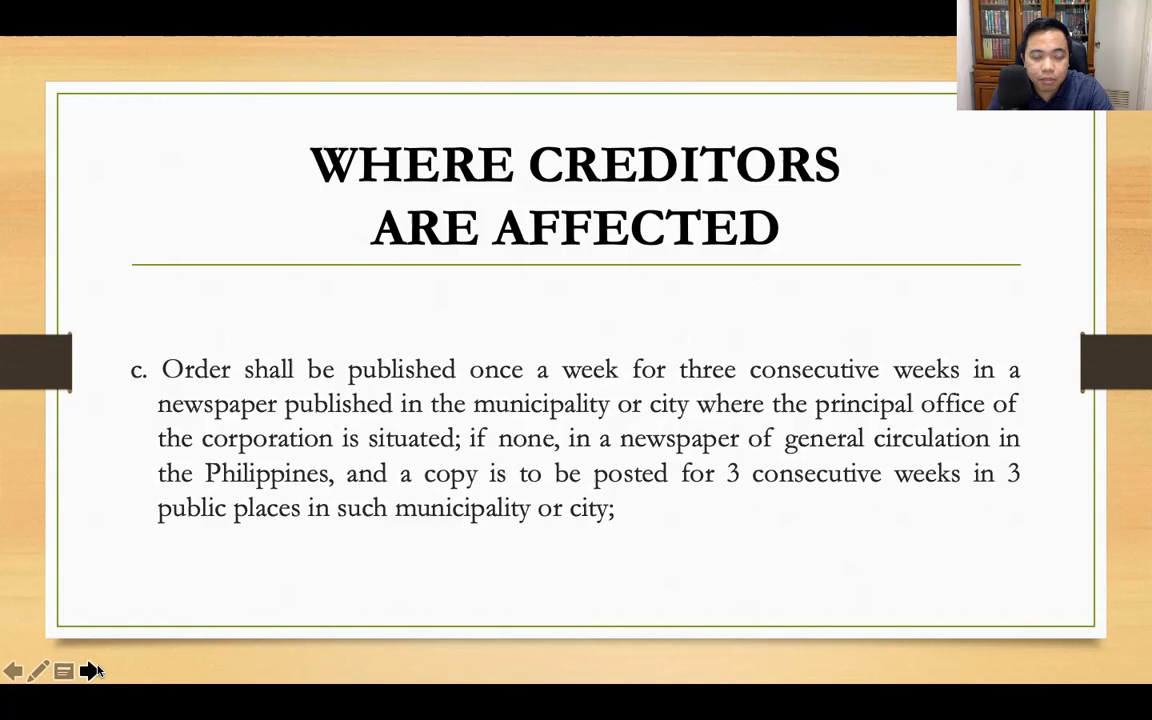 WHERE CREDITORS
ARE AFFECTED
c. Order shall be published once a week for three consecutive weeks in a
newspaper published in the municipality or city where the principal office of
the corporation is situated; if none, in a newspaper of general circulation in
the Philippines, and a copy is to be posted for 3 consecutive weeks in 3
public places in such municipality or city;